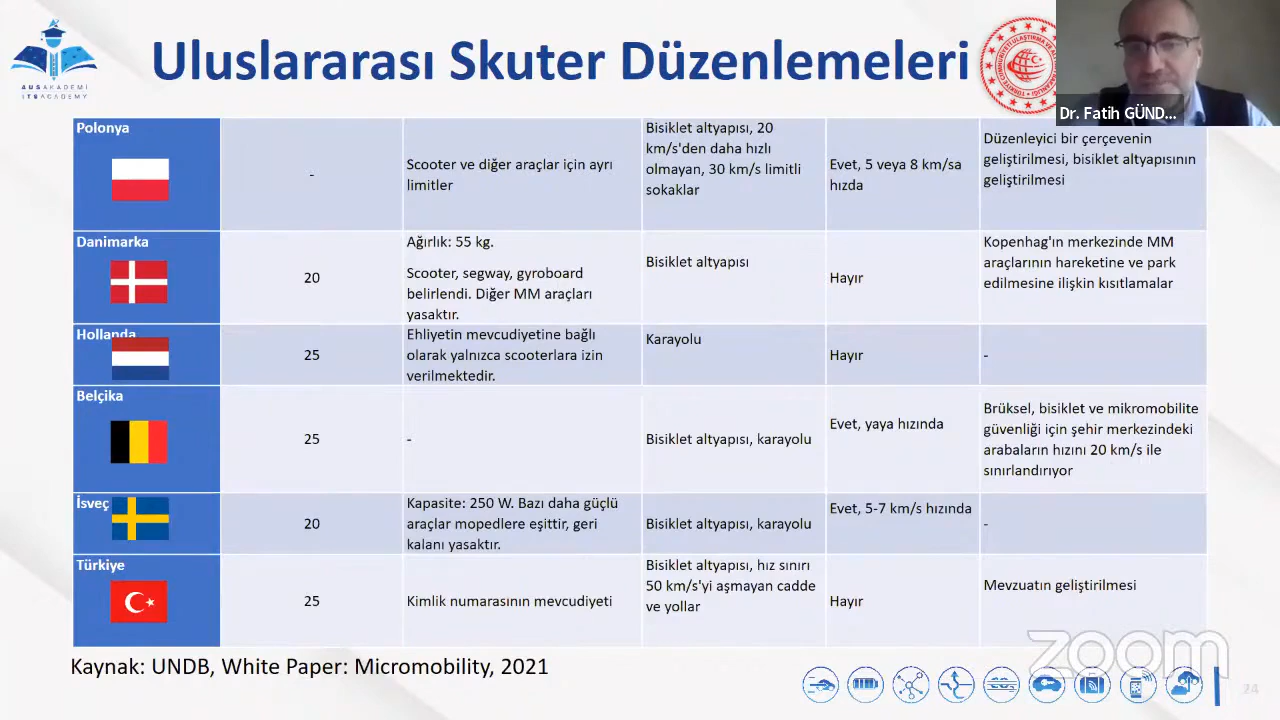 Uluslararası Skuter Düzenlemeleri
AUSAKADEMİ
ITSACADEMY
Dr. Fatih GÜND...
Polonya
-
Scooter ve diğer araçlar için ayrı
limitler
Bisiklet altyapısı, 20
km/s'den daha hızlı
olmayan, 30 km/s limitli
sokaklar
Evet, 5 veya 8 km/sa
hızda
Düzenleyici bir çerçevenin
geliştirilmesi, bisiklet altyapısının
geliştirilmesi
Danimarka
20
Ağırlık: 55 kg.
Scooter, segway, gyroboard
belirlendi. Diğer MM araçları
yasaktır.
Bisiklet altyapısı
Hayır
Kopenhag'ın merkezinde MM
araçlarının hareketine ve park
edilmesine ilişkin kısıtlamalar
Hollanda
25
Ehliyetin mevcudiyetine bağlı
olarak yalnızca scooterlara izin
verilmektedir.
Karayolu
Hayır
-
Belçika
25
-
Bisiklet altyapısı, karayolu
Evet, yaya hızında
Brüksel, bisiklet ve mikromobilite
güvenliği için şehir merkezindeki
arabaların hızını 20 km/s ile
sınırlandırıyor
İsveç
20
Kapasite: 250 W. Bazı daha güçlü
araçlar mopedlere eşittir, geri
kalanı yasaktır.
Bisiklet altyapısı, karayolu
Evet, 5-7 km/s hızında
-
Türkiye
25
Kimlik numarasının mevcudiyeti
Bisiklet altyapısı, hız sınırı
50 km/s'yi aşmayan cadde
ve yollar
Hayır
Mevzuatın geliştirilmesi
Kaynak: UNDB, White Paper: Micromobility, 2021
zoom
24